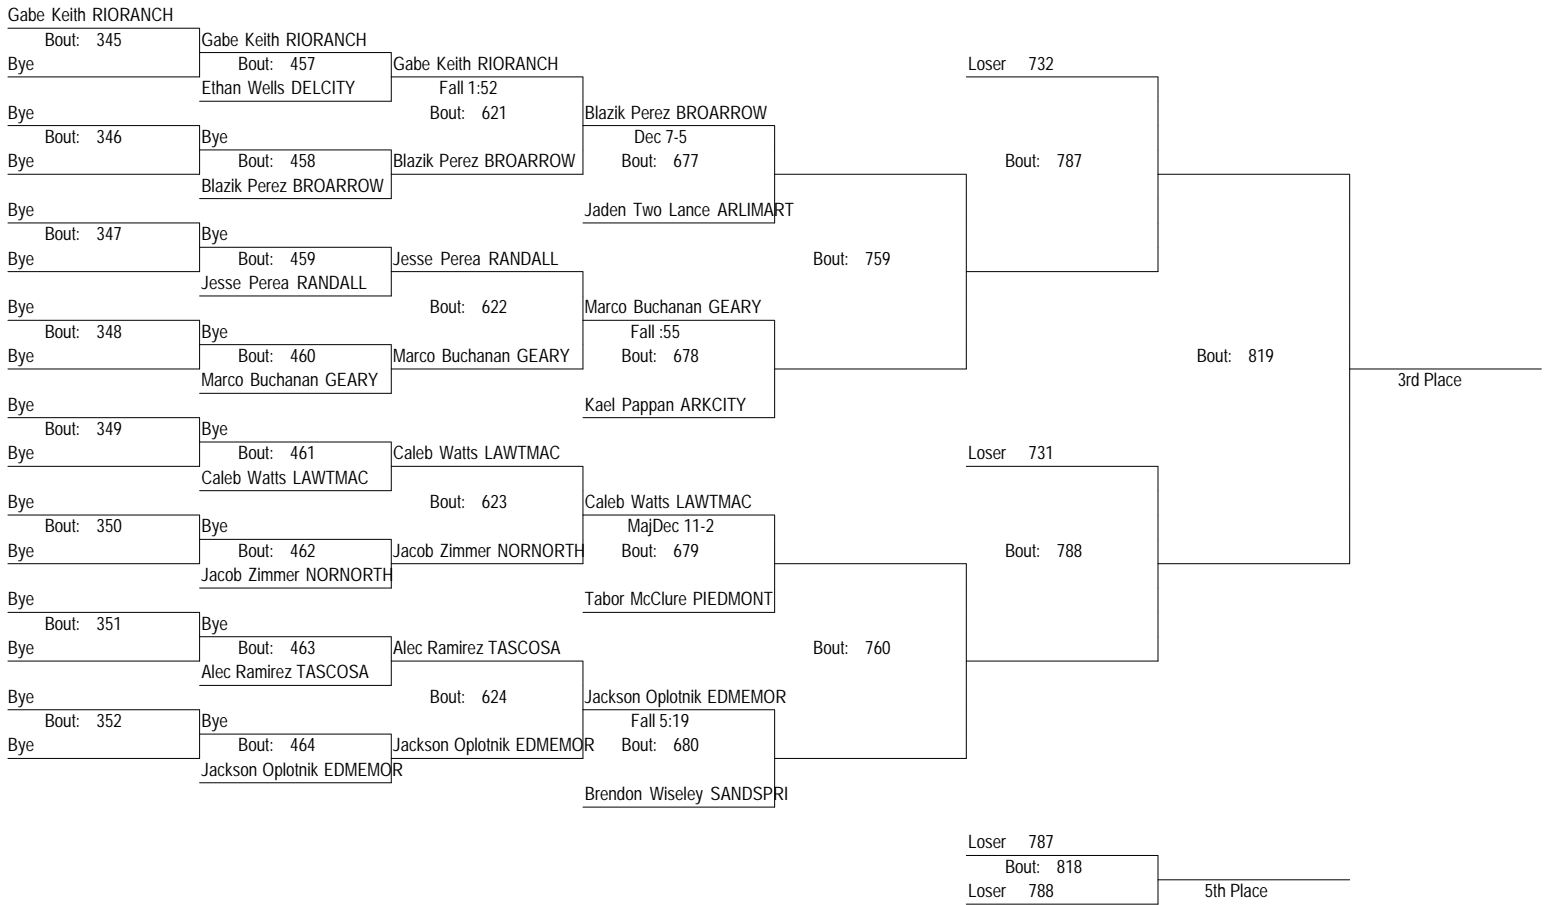 Gabe Keith RIORANCH
Bout: 345
Bye
Bye
Bout: 346
Bye
Bye
Bout: 347
Bye
Bye
Bout: 348
Bye
Bye
Bout: 349
Bye
Bye
Bout: 350
Bye
Bye
Bout: 351
Bye
Bye
Bout: 352
Bye
Gabe Keith RIORANCH
Bout: 457
Ethan Wells DELCITY
Bye
Bout: 458
Blazik Perez BROARROW
Bye
Bout: 459
Jesse Perea RANDALL
Bye
Bout: 460
Marco Buchanan GEARY
Bye
Bout: 461
Caleb Watts LAWTMAC
Bye
Bout: 462
Jacob Zimmer NORNORTH
Bye
Bout: 463
Alec Ramirez TASCOSA
Bye
Bout: 464
Jackson Oplotnik EDMEMOR
Gabe Keith RIORANCH
Fall 1:52
Bout: 621
Blazik Perez BROARROW
Jesse Perea RANDALL
Bout: 622
Marco Buchanan GEARY
Caleb Watts LAWTMAC
Bout: 623
Jacob Zimmer NORNORTH
Alec Ramirez TASCOSA
Bout: 624
Jackson Oplotnik EDMEMOR
Blazik Perez BROARROW
Dec 7-5
Bout: 677
Jaden Two Lance ARLIMART
Marco Buchanan GEARY
Fall :55
Bout: 678
Kael Pappan ARKCITY
Caleb Watts LAWTMAC
MajDec 11-2
Bout: 679
Tabor McClure PIEDMONT
Jackson Oplotnik EDMEMOR
Fall 5:19
Bout: 680
Brendon Wiseley SANDSPRI
Bout: 759
Bout: 760
Loser 732
Bout: 787
Loser 731
Bout: 788
Bout: 819
3rd Place
Loser 787
Bout: 818
Loser 788
5th Place